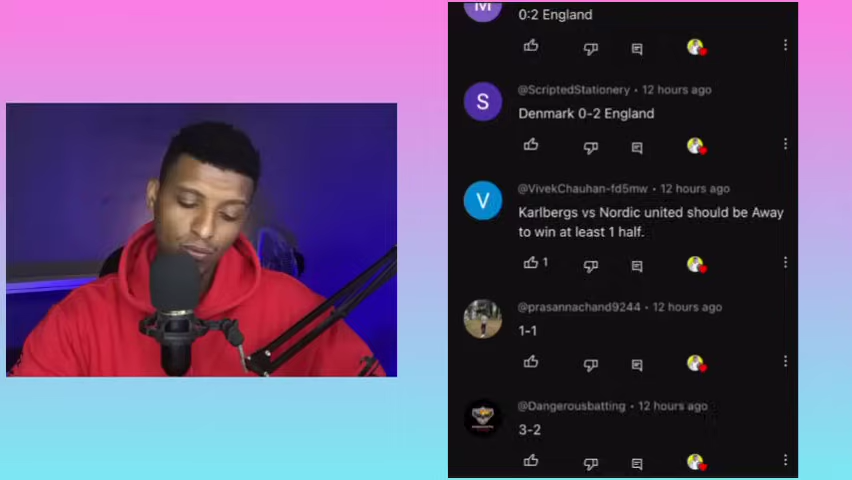 M
0:2 England
@ScriptedStationery • 12 hours ago
S
Denmark 0-2 England
@VivekChauhan-fd5mw • 12 hours ago
V
Karlbergs vs Nordic united should be Away
to win at least 1 half.
1
@prasannachand9244 • 12 hours ago
1-1
@Dangerousbatting • 12 hours ago
3-2